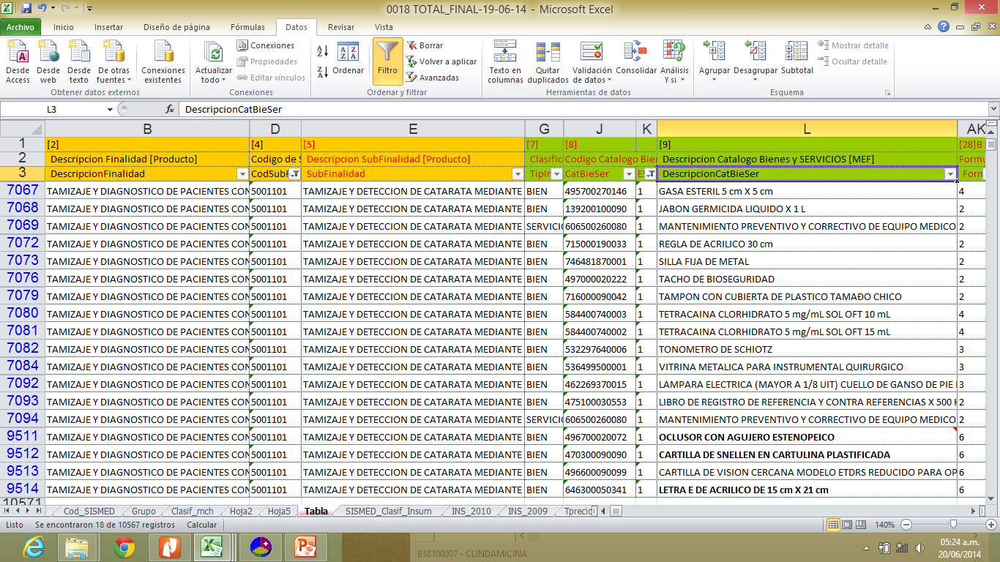 0018 TOTAL_FINAL-19-06-14 - Microsoft Excel
Archivo Inicio Insertar Diseño de página Fórmulas Datos Revisar Vista
Desde Access Desde web Desde texto De otras fuentes Conexiones existentes Actualizar todo Conexiones Propiedades Editar vínculos Ordenar Filtro Borrar Volver a aplicar Avanzadas Texto en columnas Quitar duplicados Validación de datos Consolidar Análisis Y si Agrupar Desagrupar Subtotal Mostrar detalle Ocultar detalle
Obtener datos externos Conexiones Ordenar y filtrar Herramientas de datos Esquema
L3 fx DescripcionCatBieSer
B D E G J K L AK
1 [2] [4] [5] [7] [8] [9] [28]B
2 Descripcion Finalidad [Producto] Codigo de S Descripcion SubFinalidad [Producto] Clasific Codigo Catalogo Bien Descripcion Catalogo Bienes y SERVICIOS [MEF] Formu
3 DescripcionFinalidad CodSubF SubFinalidad TipIn CatBieSer E DescripcionCatBieSer Form
7067 TAMIZAJE Y DIAGNOSTICO DE PACIENTES CON 5001101 TAMIZAJE Y DETECCION DE CATARATA MEDIANTE BIEN 495700270146 1 GASA ESTERIL 5 cm X 5 cm 4
7068 TAMIZAJE Y DIAGNOSTICO DE PACIENTES CON 5001101 TAMIZAJE Y DETECCION DE CATARATA MEDIANTE BIEN 139200100090 1 JABON GERMICIDA LIQUIDO X 1 L 2
7069 TAMIZAJE Y DIAGNOSTICO DE PACIENTES CON 5001101 TAMIZAJE Y DETECCION DE CATARATA MEDIANTE SERVICIO 606500260080 1 MANTENIMIENTO PREVENTIVO Y CORRECTIVO DE EQUIPO MEDICO 2
7072 TAMIZAJE Y DIAGNOSTICO DE PACIENTES CON 5001101 TAMIZAJE Y DETECCION DE CATARATA MEDIANTE BIEN 715000190033 1 REGLA DE ACRILICO 30 cm 2
7073 TAMIZAJE Y DIAGNOSTICO DE PACIENTES CON 5001101 TAMIZAJE Y DETECCION DE CATARATA MEDIANTE BIEN 746481870001 1 SILLA FIJA DE METAL 2
7076 TAMIZAJE Y DIAGNOSTICO DE PACIENTES CON 5001101 TAMIZAJE Y DETECCION DE CATARATA MEDIANTE BIEN 497000020222 1 TACHO DE BIOSEGURIDAD 2
7079 TAMIZAJE Y DIAGNOSTICO DE PACIENTES CON 5001101 TAMIZAJE Y DETECCION DE CATARATA MEDIANTE BIEN 716000090042 1 TAMPON CON CUBIERTA DE PLASTICO TAMAÐO CHICO 2
7080 TAMIZAJE Y DIAGNOSTICO DE PACIENTES CON 5001101 TAMIZAJE Y DETECCION DE CATARATA MEDIANTE BIEN 584400740003 1 TETRACAINA CLORHIDRATO 5 mg/mL SOL OFT 10 mL 4
7081 TAMIZAJE Y DIAGNOSTICO DE PACIENTES CON 5001101 TAMIZAJE Y DETECCION DE CATARATA MEDIANTE BIEN 584400740002 1 TETRACAINA CLORHIDRATO 5 mg/mL SOL OFT 15 mL 4
7082 TAMIZAJE Y DIAGNOSTICO DE PACIENTES CON 5001101 TAMIZAJE Y DETECCION DE CATARATA MEDIANTE BIEN 532297640006 1 TONOMETRO DE SCHIOTZ 3
7084 TAMIZAJE Y DIAGNOSTICO DE PACIENTES CON 5001101 TAMIZAJE Y DETECCION DE CATARATA MEDIANTE BIEN 536499500001 1 VITRINA METALICA PARA INSTRUMENTAL QUIRURGICO 3
7092 TAMIZAJE Y DIAGNOSTICO DE PACIENTES CON 5001101 TAMIZAJE Y DETECCION DE CATARATA MEDIANTE BIEN 462269370015 1 LAMPARA ELECTRICA (MAYOR A 1/8 UIT) CUELLO DE GANSO DE PIE 3
7093 TAMIZAJE Y DIAGNOSTICO DE PACIENTES CON 5001101 TAMIZAJE Y DETECCION DE CATARATA MEDIANTE BIEN 475100030553 1 LIBRO DE REGISTRO DE REFERENCIA Y CONTRA REFERENCIAS X 500 H 2
7094 TAMIZAJE Y DIAGNOSTICO DE PACIENTES CON 5001101 TAMIZAJE Y DETECCION DE CATARATA MEDIANTE SERVICIO 606500260080 1 MANTENIMIENTO PREVENTIVO Y CORRECTIVO DE EQUIPO MEDICO 2
9511 TAMIZAJE Y DIAGNOSTICO DE PACIENTES CON 5001101 TAMIZAJE Y DETECCION DE CATARATA MEDIANTE BIEN 496700020072 1 OCLUSOR CON AGUJERO ESTENOPEICO 6
9512 TAMIZAJE Y DIAGNOSTICO DE PACIENTES CON 5001101 TAMIZAJE Y DETECCION DE CATARATA MEDIANTE BIEN 470300090090 1 CARTILLA DE SNELLEN EN CARTULINA PLASTIFICADA 6
9513 TAMIZAJE Y DIAGNOSTICO DE PACIENTES CON 5001101 TAMIZAJE Y DETECCION DE CATARATA MEDIANTE BIEN 496600090099 1 CARTILLA DE VISION CERCANA MODELO ETDRS REDUCIDO PARA OP 6
9514 TAMIZAJE Y DIAGNOSTICO DE PACIENTES CON 5001101 TAMIZAJE Y DETECCION DE CATARATA MEDIANTE BIEN 646300050341 1 LETRA E DE ACRILICO DE 15 cm X 21 cm 6
10571
Cod_SISMED Grupo Clasif_mch Hoja2 Hoja5 Tabla SISMED_Clasif_Insum INS_2010 INS_2009 Tprecio
Listo Se encontraron 18 de 10567 registros Calcular 140%
B58100007 - CLINDAMICINA
05:24 a.m.
20/06/2014